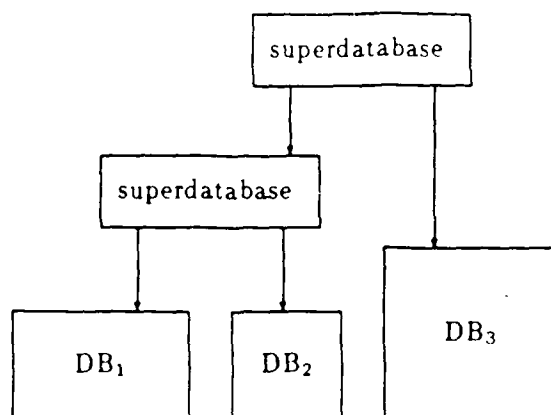 superdatabase
superdatabase
DB₁
DB₂
DB₃